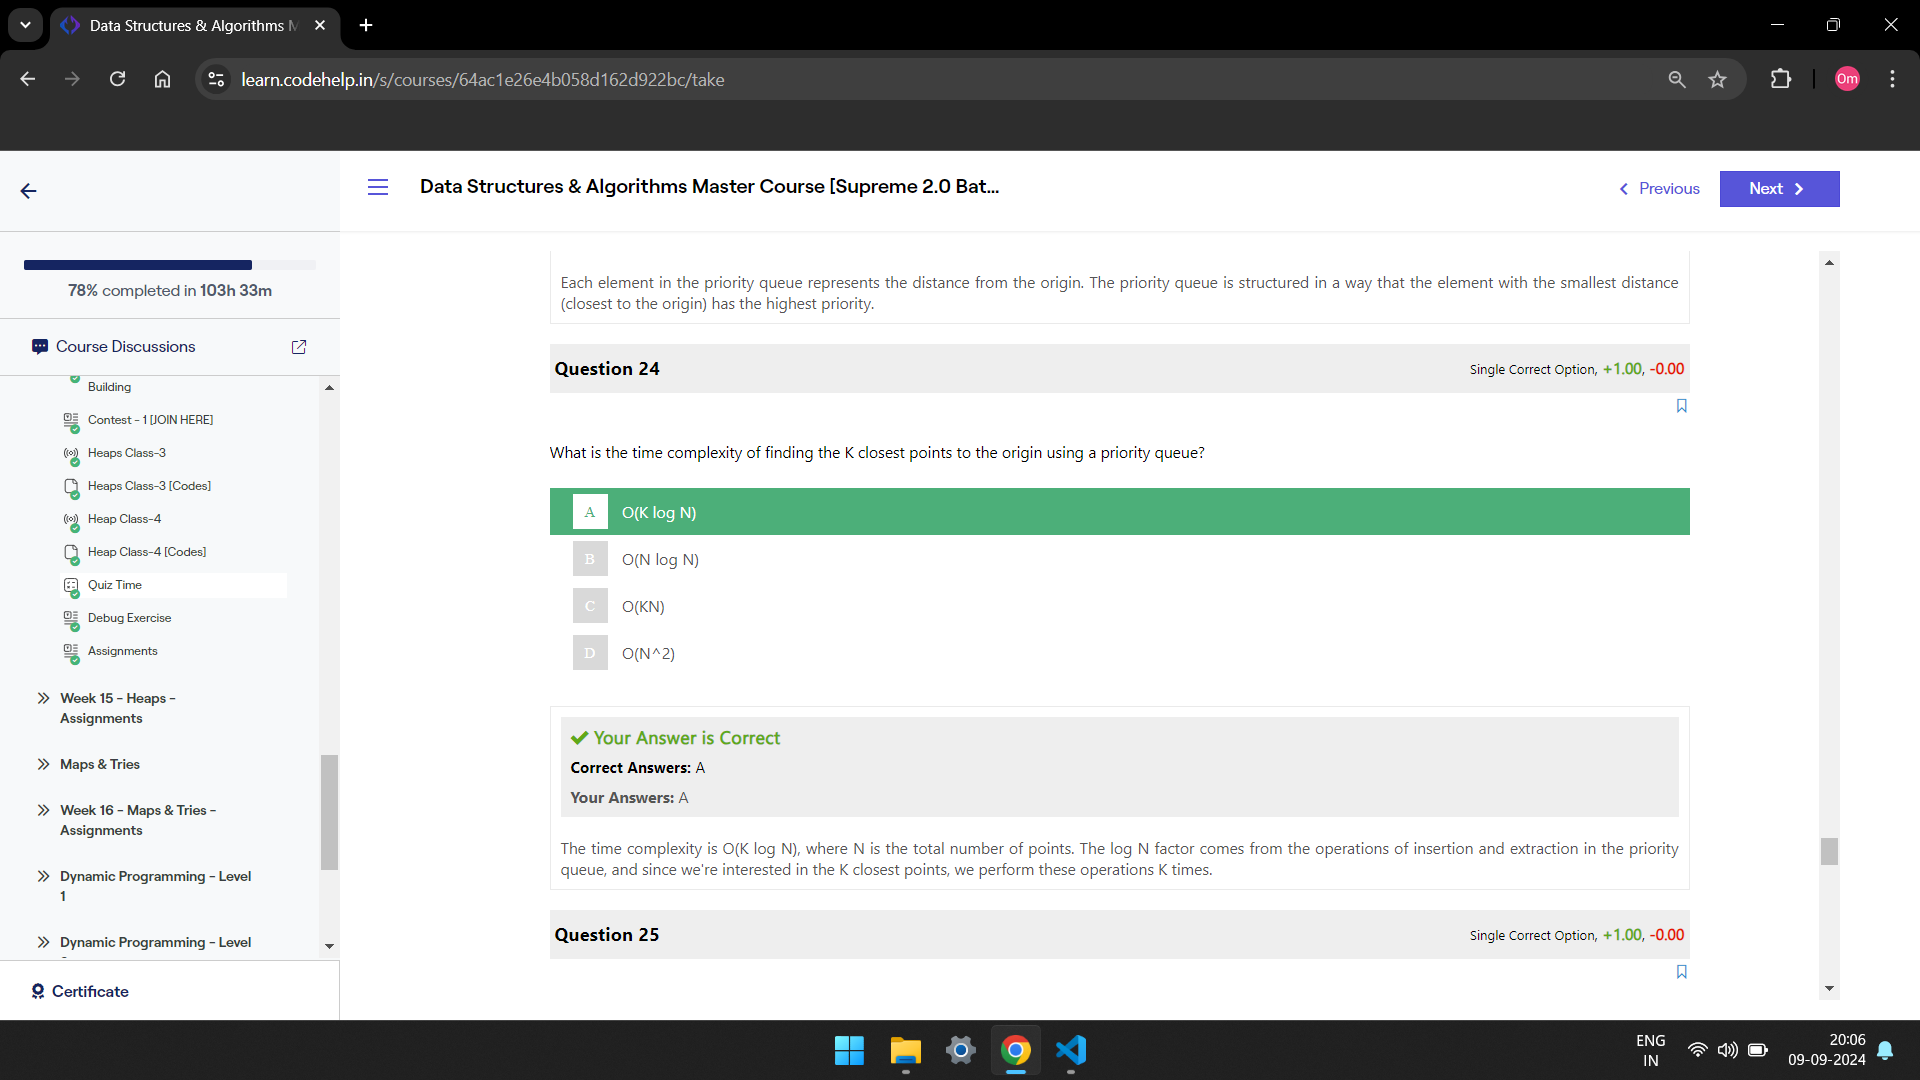 Data Structures & Algorithms M
learn.codehelp.in/s/courses/64ac1e26e4b058d162d922bc/take
Om
Data Structures & Algorithms Master Course [Supreme 2.0 Bat...
Previous
Next
78% completed in 103h 33m
Course Discussions
Building
Contest - 1 [JOIN HERE]
Heaps Class-3
Heaps Class-3 [Codes]
Heap Class-4
Heap Class-4 [Codes]
Quiz Time
Debug Exercise
Assignments
Week 15 - Heaps -
Assignments
Maps & Tries
Week 16 - Maps & Tries -
Assignments
Dynamic Programming - Level
1
Dynamic Programming - Level
Certificate
Each element in the priority queue represents the distance from the origin. The priority queue is structured in a way that the element with the smallest distance
(closest to the origin) has the highest priority.
Question 24
Single Correct Option, +1.00, -0.00
What is the time complexity of finding the K closest points to the origin using a priority queue?
A O(K log N)
B O(N log N)
C O(KN)
D O(N^2)
Your Answer is Correct
Correct Answers: A
Your Answers: A
The time complexity is O(K log N), where N is the total number of points. The log N factor comes from the operations of insertion and extraction in the priority
queue, and since we're interested in the K closest points, we perform these operations K times.
Question 25
Single Correct Option, +1.00, -0.00
ENG
IN
20:06
09-09-2024